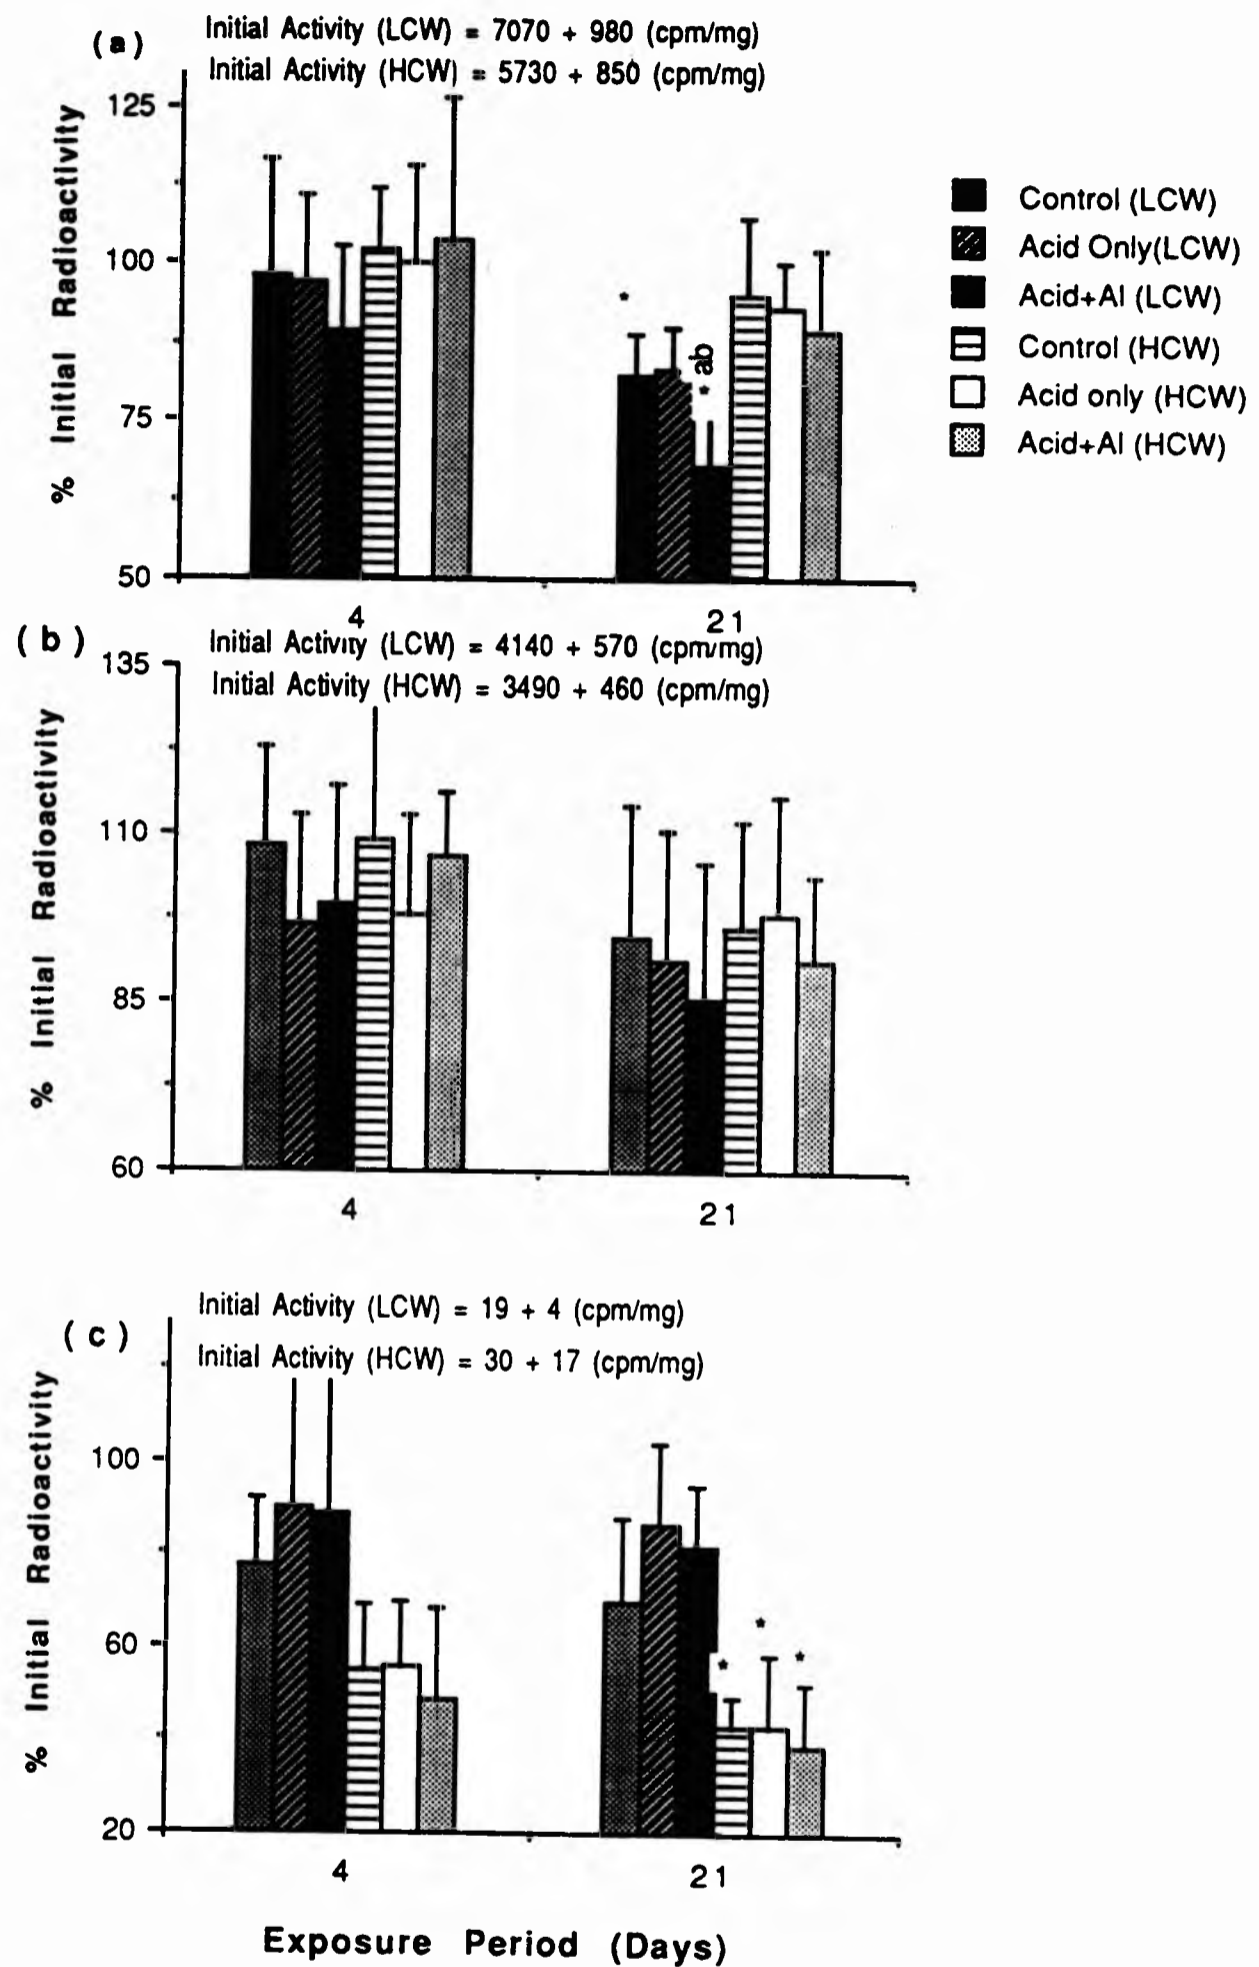 (a)
Initial Activity (LCW) = 7070 + 980 (cpm/mg)
Initial Activity (HCW) = 5730 + 850 (cpm/mg)
% Initial Radioactivity
125
100
75
50
* * ab
4 21
Control (LCW)
Acid Only(LCW)
Acid+Al (LCW)
Control (HCW)
Acid only (HCW)
Acid+Al (HCW)
(b)
Initial Activity (LCW) = 4140 + 570 (cpm/mg)
Initial Activity (HCW) = 3490 + 460 (cpm/mg)
% Initial Radioactivity
135
110
85
60
4 21
(c)
Initial Activity (LCW) = 19 + 4 (cpm/mg)
Initial Activity (HCW) = 30 + 17 (cpm/mg)
% Initial Radioactivity
100
60
20
* * *
4 21
Exposure Period (Days)